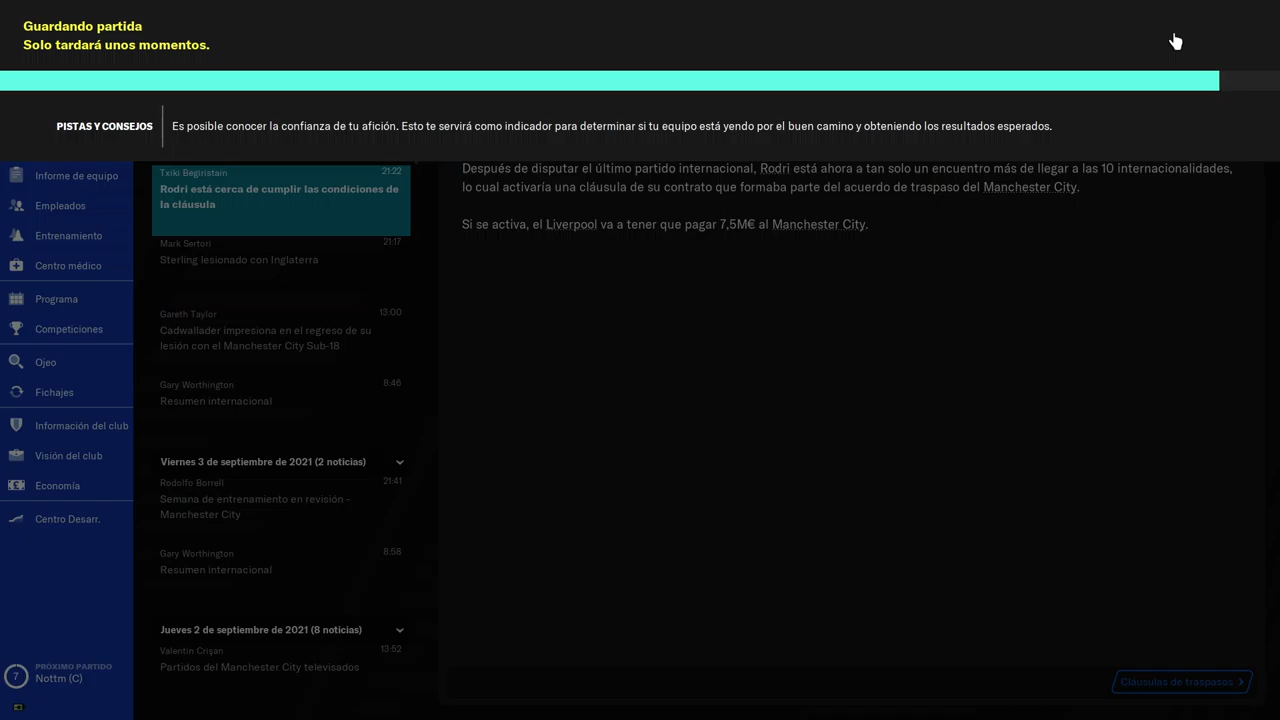 Guardando partida
Solo tardará unos momentos.
PISTAS Y CONSEJOS
Es posible conocer la confianza de tu afición. Esto te servirá como indicador para determinar si tu equipo está yendo por el buen camino y obteniendo los resultados esperados.
Informe de equipo
Empleados
Entrenamiento
Centro médico
Programa
Competiciones
Ojeo
Fichajes
Información del club
Visión del club
Economía
Centro Desarr.
7
PRÓXIMO PARTIDO
Nottm (C)
Txiki Begiristain 21:22
Rodri está cerca de cumplir las condiciones de
la cláusula
Mark Sertori 21:17
Sterling lesionado con Inglaterra
Gareth Taylor 13:00
Cadwallader impresiona en el regreso de su
lesión con el Manchester City Sub-18
Gary Worthington 8:46
Resumen internacional
Viernes 3 de septiembre de 2021 (2 noticias)
Rodolfo Borrell 21:41
Semana de entrenamiento en revisión -
Manchester City
Gary Worthington 8:58
Resumen internacional
Jueves 2 de septiembre de 2021 (8 noticias)
Valentin Crişan 13:52
Partidos del Manchester City televisados
Después de disputar el último partido internacional, Rodri está ahora a tan solo un encuentro más de llegar a las 10 internacionalidades,
lo cual activaría una cláusula de su contrato que formaba parte del acuerdo de traspaso del Manchester City.
Si se activa, el Liverpool va a tener que pagar 7,5M€ al Manchester City.
Cláusulas de traspasos